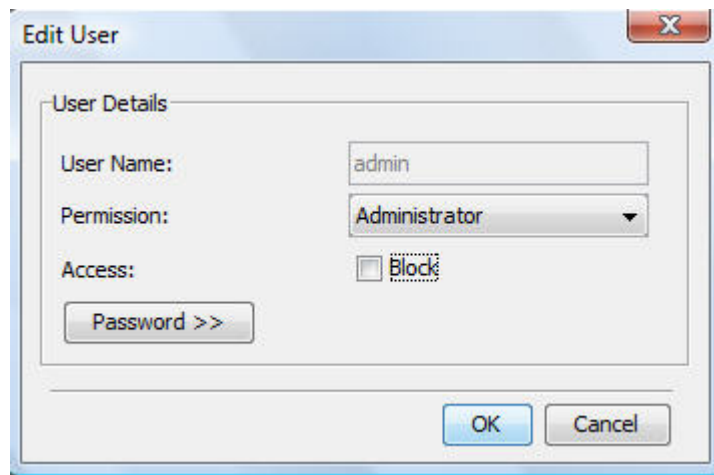 Edit User
User Details
User Name: admin
Permission: Administrator
Access: Block
Password >>
OK Cancel